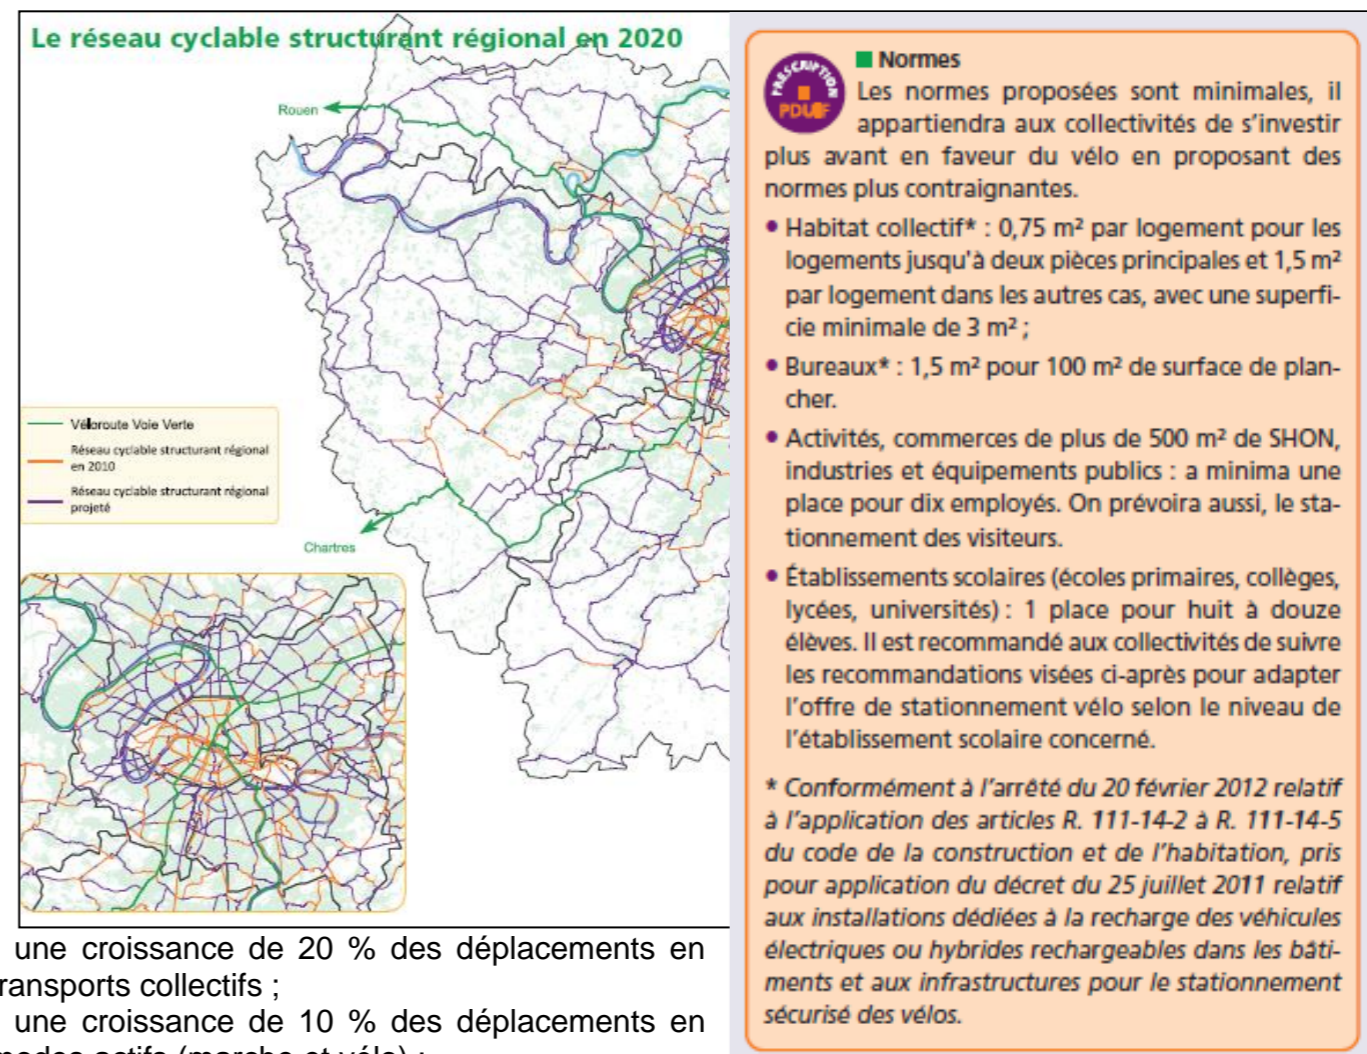 Le réseau cyclable structurant régional en 2020
Rouen
Véloroute Voie Verte
Réseau cyclable structurant régional
en 2010
Réseau cyclable structurant régional
projeté
Chartres
une croissance de 20 % des déplacements en
ransports collectifs ;
une croissance de 10 % des déplacements en
modes actifs (marche et vélo) ;
PRESCRIPTION
PDUIF
Normes
Les normes proposées sont minimales, il
appartiendra aux collectivités de s'investir
plus avant en faveur du vélo en proposant des
normes plus contraignantes.
• Habitat collectif* : 0,75 m² par logement pour les
logements jusqu'à deux pièces principales et 1,5 m²
par logement dans les autres cas, avec une superfi-
cie minimale de 3 m² ;
• Bureaux* : 1,5 m² pour 100 m² de surface de plan-
cher.
• Activités, commerces de plus de 500 m² de SHON,
industries et équipements publics : a minima une
place pour dix employés. On prévoira aussi, le sta-
tionnement des visiteurs.
• Établissements scolaires (écoles primaires, collèges,
lycées, universités) : 1 place pour huit à douze
élèves. Il est recommandé aux collectivités de suivre
les recommandations visées ci-après pour adapter
l'offre de stationnement vélo selon le niveau de
l'établissement scolaire concerné.
* Conformément à l'arrêté du 20 février 2012 relatif
à l'application des articles R. 111-14-2 à R. 111-14-5
du code de la construction et de l'habitation, pris
pour application du décret du 25 juillet 2011 relatif
aux installations dédiées à la recharge des véhicules
électriques ou hybrides rechargeables dans les bâti-
ments et aux infrastructures pour le stationnement
sécurisé des vélos.